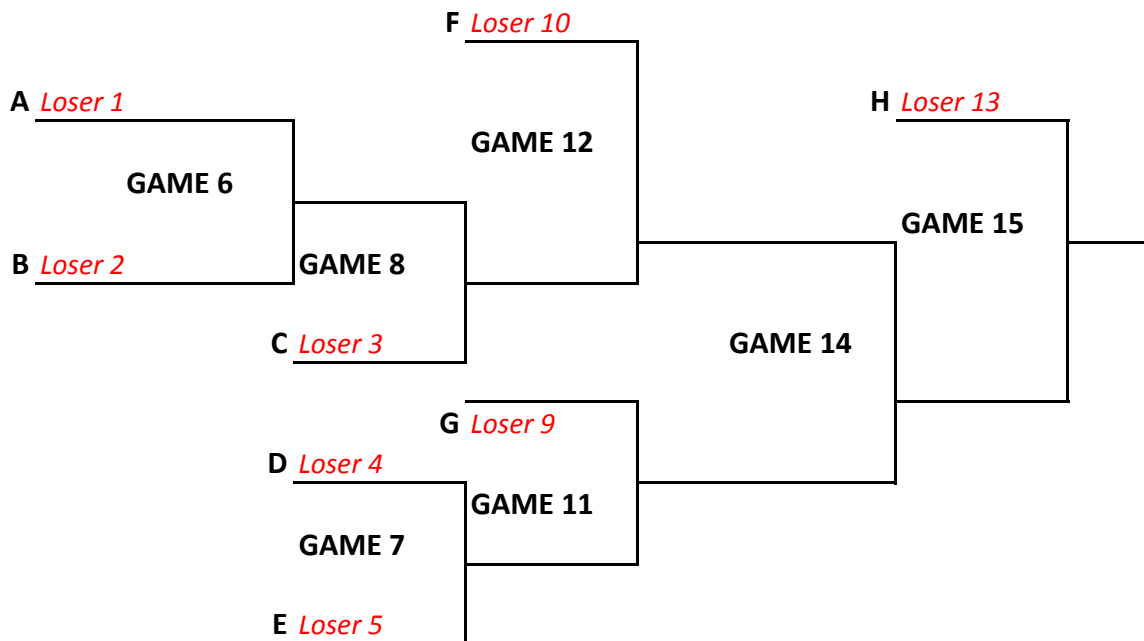 F Loser 10
A Loser 1
H Loser 13
GAME 12
GAME 6
GAME 15
B Loser 2
GAME 8
C Loser 3
GAME 14
G Loser 9
D Loser 4
GAME 11
GAME 7
E Loser 5